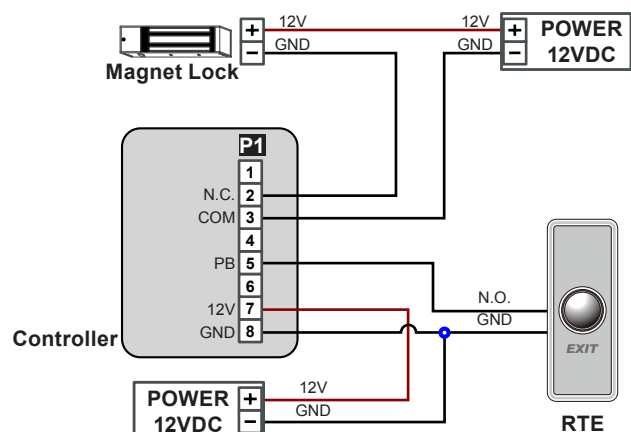 12V
12V
+
+
POWER
GND
GND
−
−
12VDC
Magnet Lock
P1
1
N.C.
2
COM
3
4
PB
5
6
N.O.
12V
7
GND
GND
8
Controller
EXIT
POWER
+
12V
12VDC
−
GND
RTE